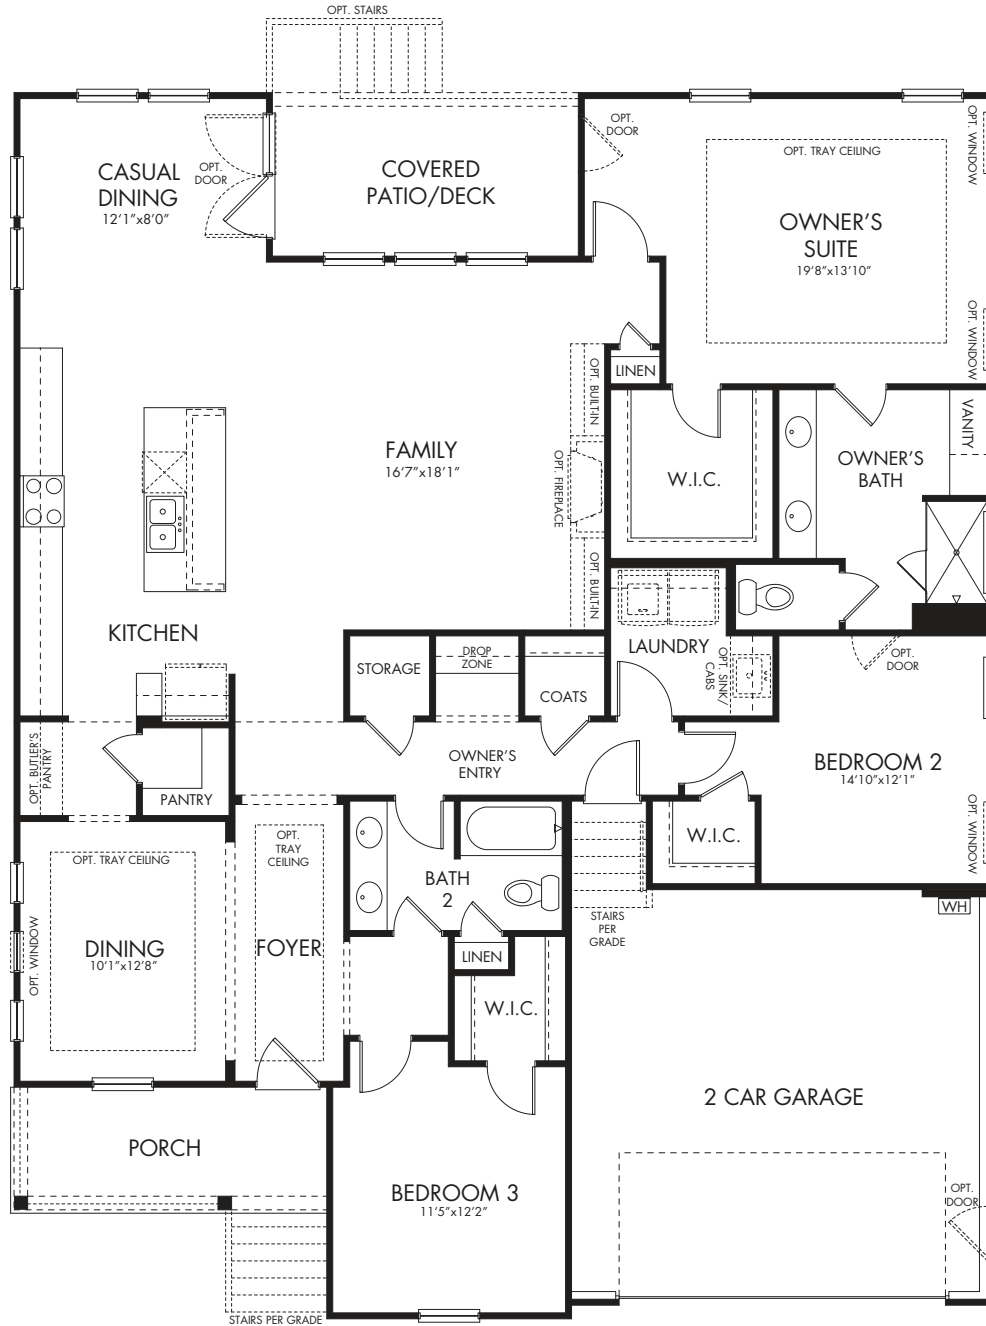 OPT. STAIRS
CASUAL
DINING
12'1"x8'0"
OPT.
DOOR
COVERED
PATIO/DECK
OPT.
DOOR
OPT. TRAY CEILING
OPT. WINDOW
OWNER'S
SUITE
19'8"x13'10"
OPT. WINDOW
LINEN
OPT. BUILT-IN
FAMILY
16'7"x18'1"
OPT. FIREPLACE
OPT. BUILT-IN
W.I.C.
OWNER'S
BATH
VANITY
KITCHEN
STORAGE
DROP
ZONE
COATS
LAUNDRY
OPT. SINK/
CABS
OPT.
DOOR
OPT. BUTLER'S
PANTRY
PANTRY
OWNER'S
ENTRY
BEDROOM 2
14'10"x12'1"
OPT. WINDOW
W.I.C.
OPT. TRAY CEILING
OPT.
TRAY
CEILING
BATH
2
STAIRS
PER
GRADE
WH
OPT. WINDOW
DINING
10'1"x12'8"
FOYER
LINEN
W.I.C.
2 CAR GARAGE
PORCH
BEDROOM 3
11'5"x12'2"
OPT.
DOOR
STAIRS PER GRADE